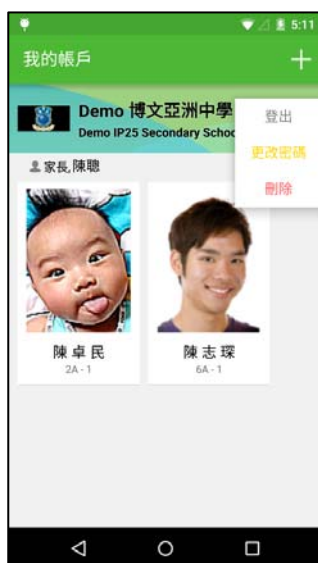 5:11
我的帳戶
Demo 博文亞洲中學
Demo IP25 Secondary Schoo
登出
更改密碼
刪除
家長,陳聰
陳卓民
2A - 1
陳志琛
6A - 1